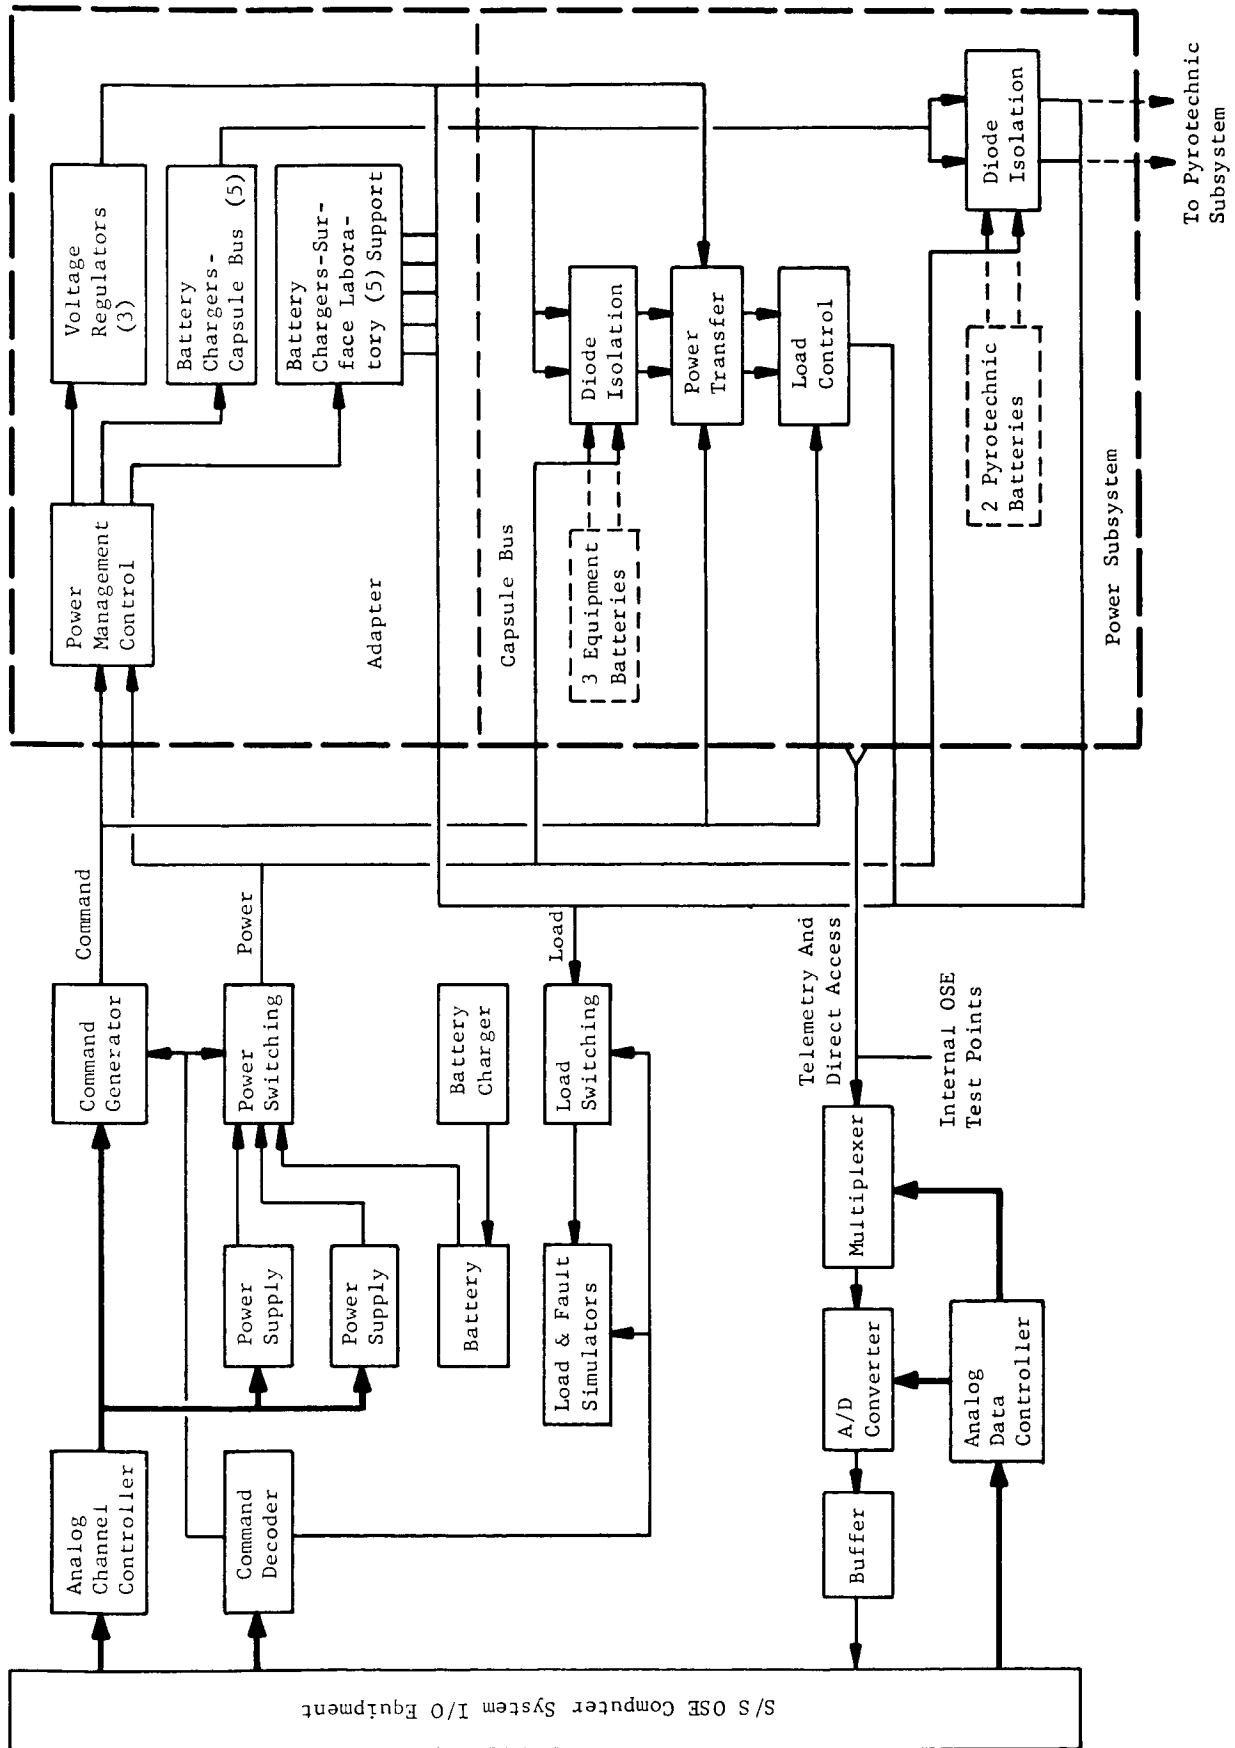 S/S OSE Computer System I/O Equipment
Analog
Channel
Controller
Command
Decoder
Command
Generator
Command
Power
Supply
Power
Supply
Power
Switching
Power
Battery
Battery
Charger
Load & Fault
Simulators
Load
Switching
Load
Buffer
A/D
Converter
Multiplexer
Analog
Data
Controller
Telemetry And
Direct Access
Internal OSE
Test Points
Power
Management
Control
Voltage
Regulators
(3)
Battery
Chargers-
Capsule Bus (5)
Battery
Chargers-Sur-
face Labora-
tory (5) Support
Adapter
Capsule Bus
3 Equipment
Batteries
Diode
Isolation
Power
Transfer
Load
Control
2 Pyrotechnic
Batteries
Diode
Isolation
Power Subsystem
To Pyrotechnic
Subsystem